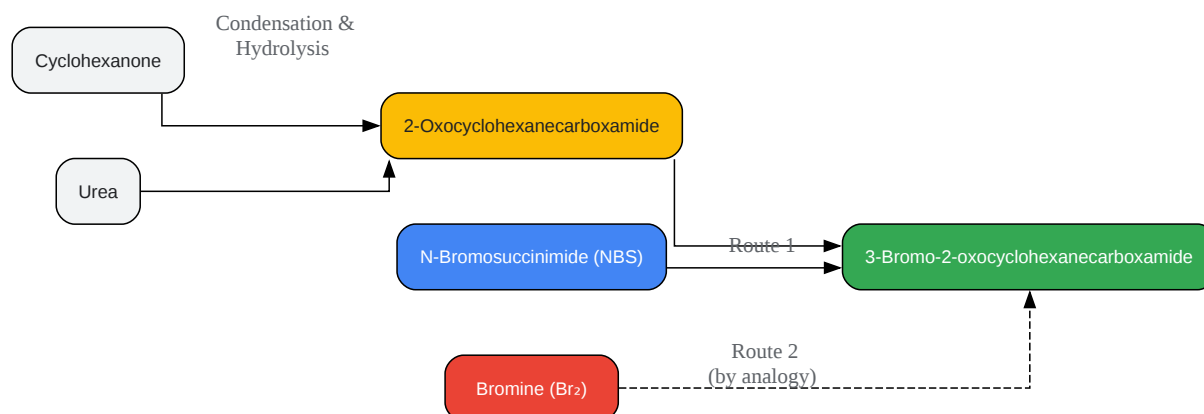 Condensation &
Hydrolysis
Cyclohexanone
2-Oxocyclohexanecarboxamide
Urea
N-Bromosuccinimide (NBS)
Route 1
3-Bromo-2-oxocyclohexanecarboxamide
Route 2
(by analogy)
Bromine (Br₂)